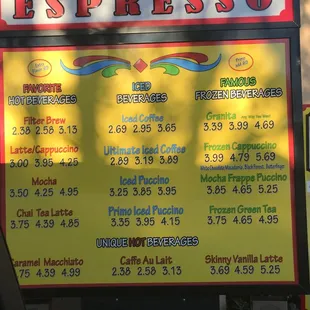 ESPRESSO
FAVORITE
HOT BEVERAGES
Filter Brew
2.38 2.58 3.13
Latte/Cappuccino
3.00 3.95 4.25
Mocha
3.50 4.25 4.95
Chai Tea Latte
3.75 4.39 4.85
ICED
BEVERAGES
Iced Coffee
2.69 2.95 3.65
Ultimate Iced Coffee
2.89 3.19 3.89
Iced Puccino
3.25 3.75 4.25
Primo Iced Puccino
3.35 3.95 4.15
FAMOUS
FROZEN BEVERAGES
Granita
3.39 3.99 4.69
Frozen Cappuccino
3.99 4.79 5.69
Mocha Frappe Puccino
3.85 4.65 5.25
Frozen Green Tea
3.75 4.65 4.95
UNIQUE HOT BEVERAGES
Caramel Macchiato
.75 4.39 4.99
Caffe Au Lait
2.38 2.58 3.13
Skinny Vanilla Latte
3.69 4.59 5.25